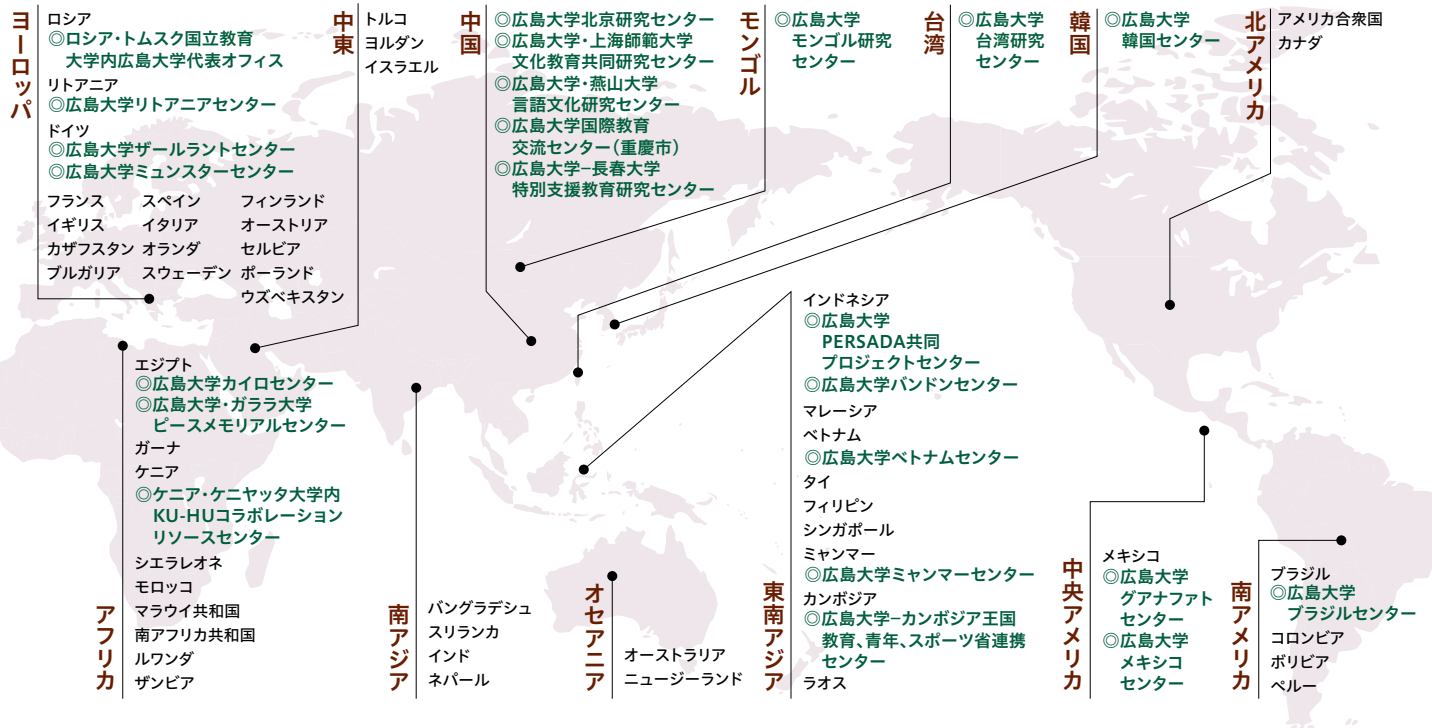 ヨーロッパ
ロシア
◎ロシア・トムスク国立教育
大学内広島大学代表オフィス
リトアニア
◎広島大学リトアニアセンター
ドイツ
◎広島大学ザールラントセンター
◎広島大学ミュンスターセンター
フランス スペイン フィンランド
イギリス イタリア オーストリア
カザフスタン オランダ セルビア
ブルガリア スウェーデン ポーランド
ウズベキスタン
中東
トルコ
ヨルダン
イスラエル
中国
◎広島大学北京研究センター
◎広島大学・上海師範大学
文化教育共同研究センター
◎広島大学・燕山大学
言語文化研究センター
◎広島大学国際教育
交流センター(重慶市)
◎広島大学−長春大学
特別支援教育研究センター
モンゴル
◎広島大学
モンゴル研究
センター
台湾
◎広島大学
台湾研究
センター
韓国
◎広島大学
韓国センター
北アメリカ
アメリカ合衆国
カナダ
アフリカ
エジプト
◎広島大学カイロセンター
◎広島大学・ガララ大学
ピースメモリアルセンター
ガーナ
ケニア
◎ケニア・ケニヤッタ大学内
KU-HUコラボレーション
リソースセンター
シエラレオネ
モロッコ
マラウイ共和国
南アフリカ共和国
ルワンダ
ザンビア
南アジア
バングラデシュ
スリランカ
インド
ネパール
オセアニア
オーストラリア
ニュージーランド
東南アジア
インドネシア
◎広島大学
PERSADA共同
プロジェクトセンター
◎広島大学バンドンセンター
マレーシア
ベトナム
◎広島大学ベトナムセンター
タイ
フィリピン
シンガポール
ミャンマー
◎広島大学ミャンマーセンター
カンボジア
◎広島大学−カンボジア王国
教育、青年、スポーツ省連携
センター
ラオス
中央アメリカ
メキシコ
◎広島大学
グアナファト
センター
◎広島大学
メキシコ
センター
南アメリカ
ブラジル
◎広島大学
ブラジルセンター
コロンビア
ボリビア
ペルー